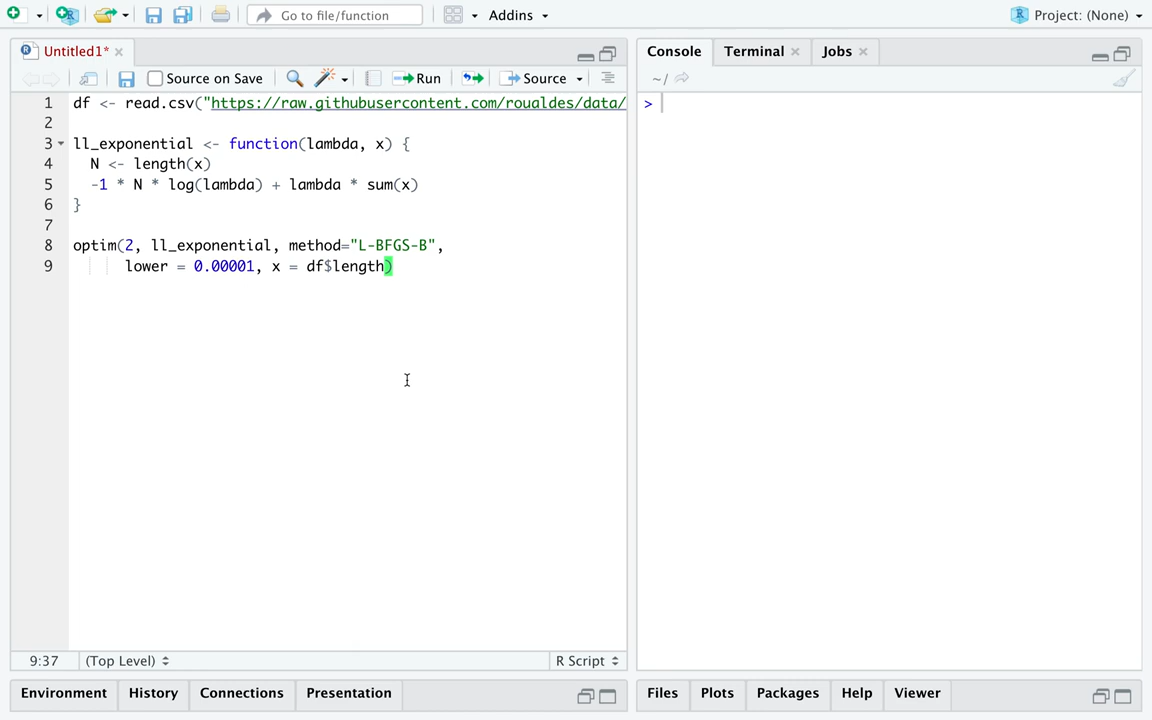 Go to file/function
Addins
Project: (None)
Untitled1*
Source on Save
Run
Source
1 df <- read.csv("https://raw.githubusercontent.com/roualdes/data/
2
3 ll_exponential <- function(lambda, x) {
4 N <- length(x)
5 -1 * N * log(lambda) + lambda * sum(x)
6 }
7
8 optim(2, ll_exponential, method="L-BFGS-B",
9 lower = 0.00001, x = df$length)
9:37 (Top Level) R Script
Environment History Connections Presentation
Console Terminal Jobs
~/
>
Files Plots Packages Help Viewer